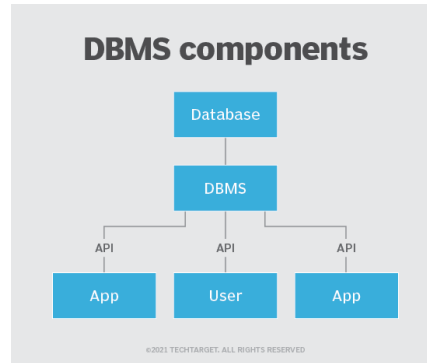 DBMS components
Database
DBMS
API API API
App User App
©2021 TECHTARGET. ALL RIGHTS RESERVED